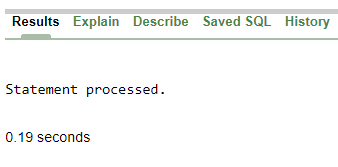 Results Explain Describe Saved SQL History
Statement processed.
0.19 seconds